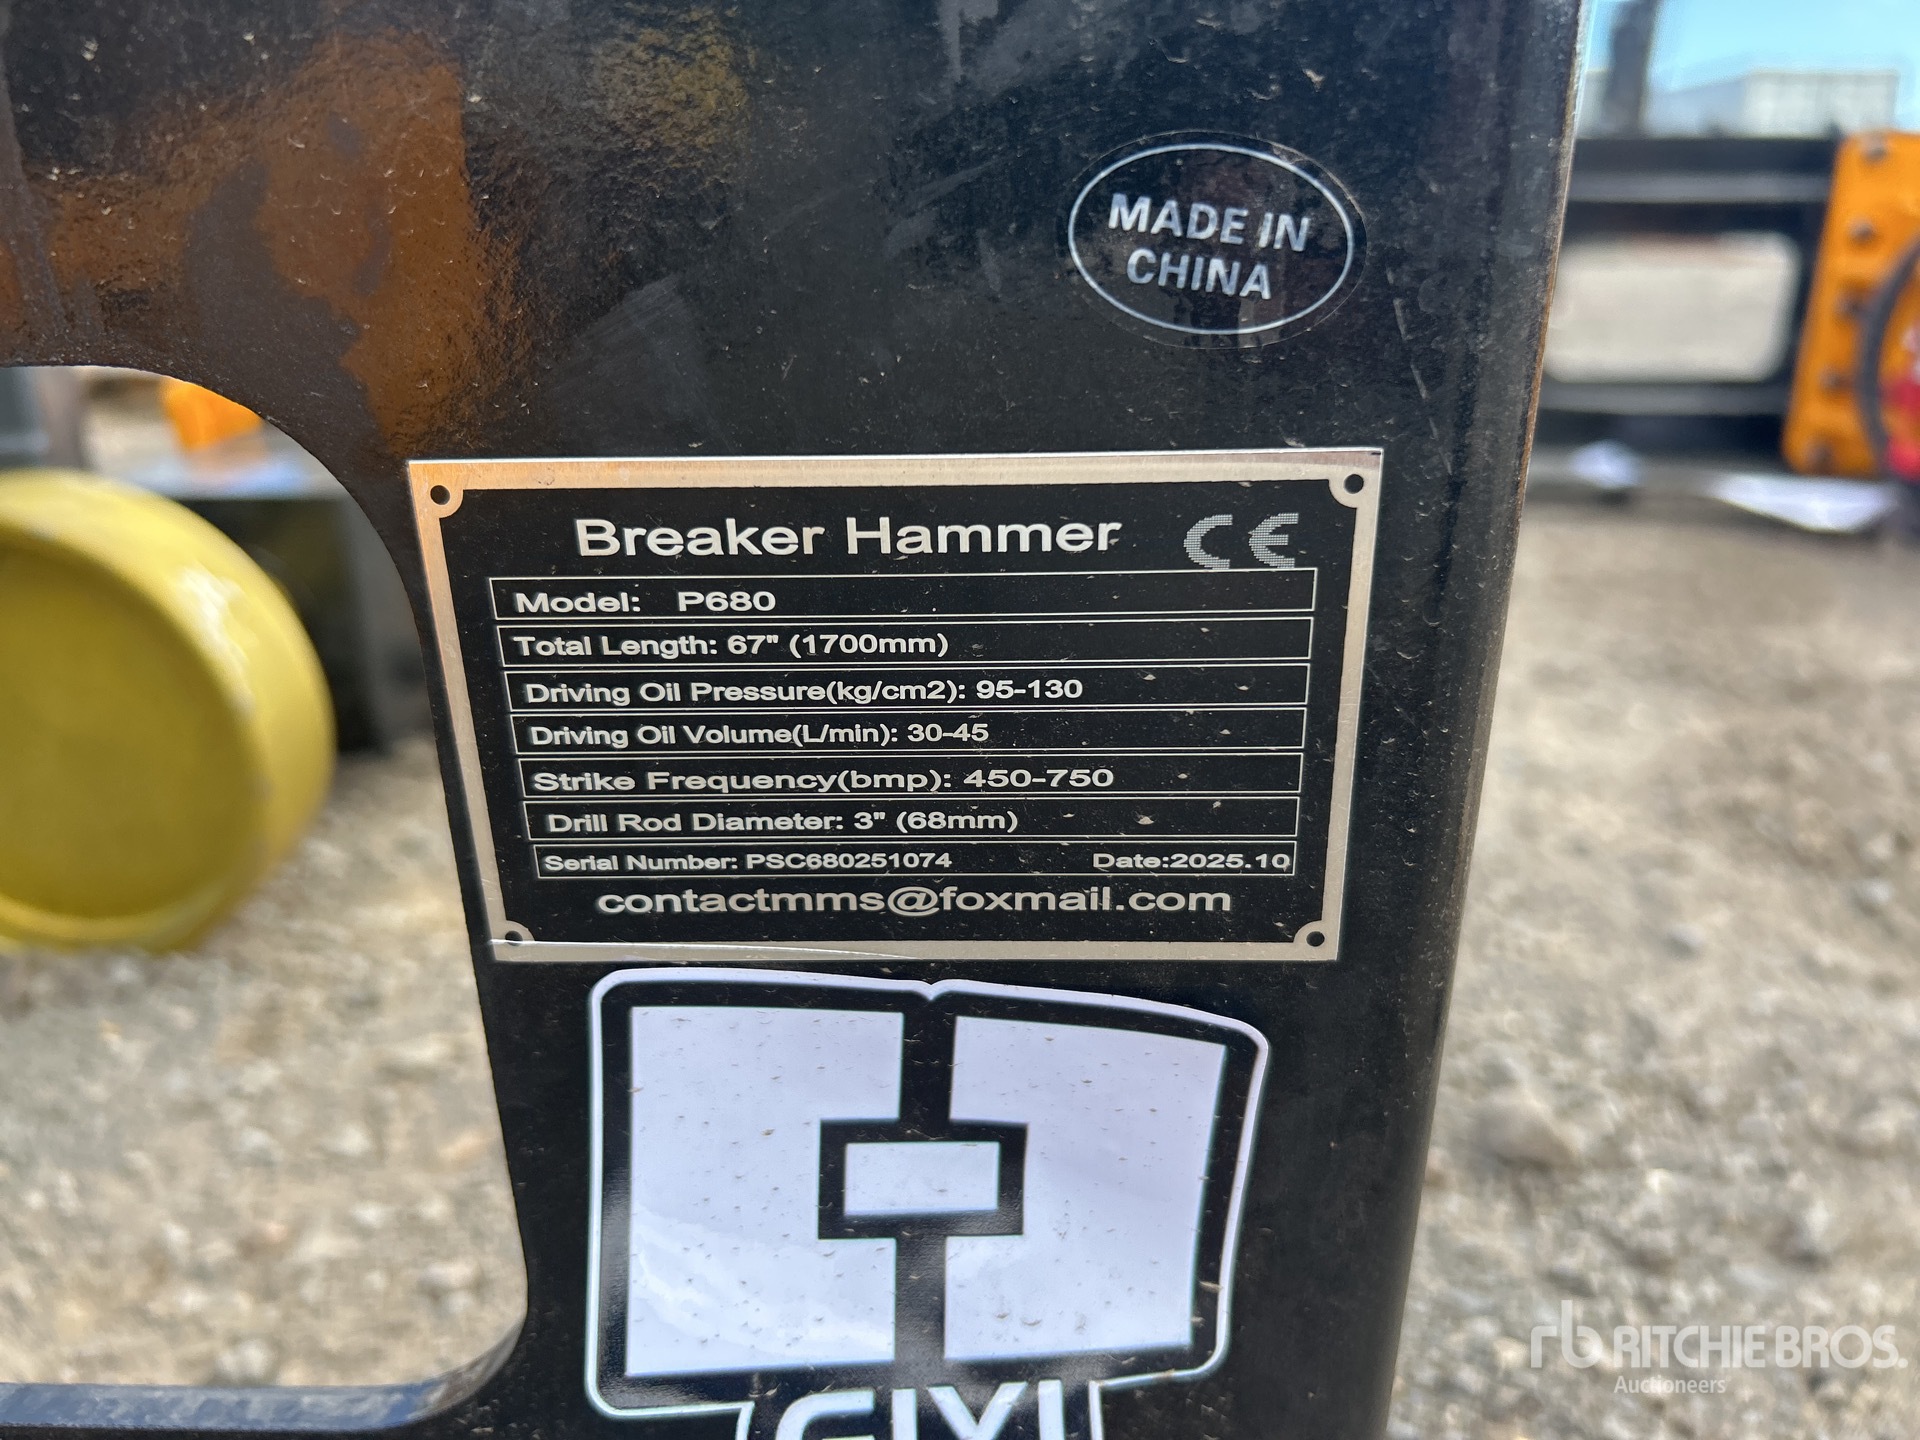 MADE IN
CHINA
Breaker Hammer CE
Model: P680
Total Length: 67" (1700mm)
Driving Oil Pressure(kg/cm2): 95-130
Driving Oil Volume(L/min): 30-45
Strike Frequency(bmp): 450-750
Drill Rod Diameter: 3" (68mm)
Serial Number: PSC680251074 Date:2025.10
contactmms@foxmail.com
rb RITCHIE BROS.
Auctioneers